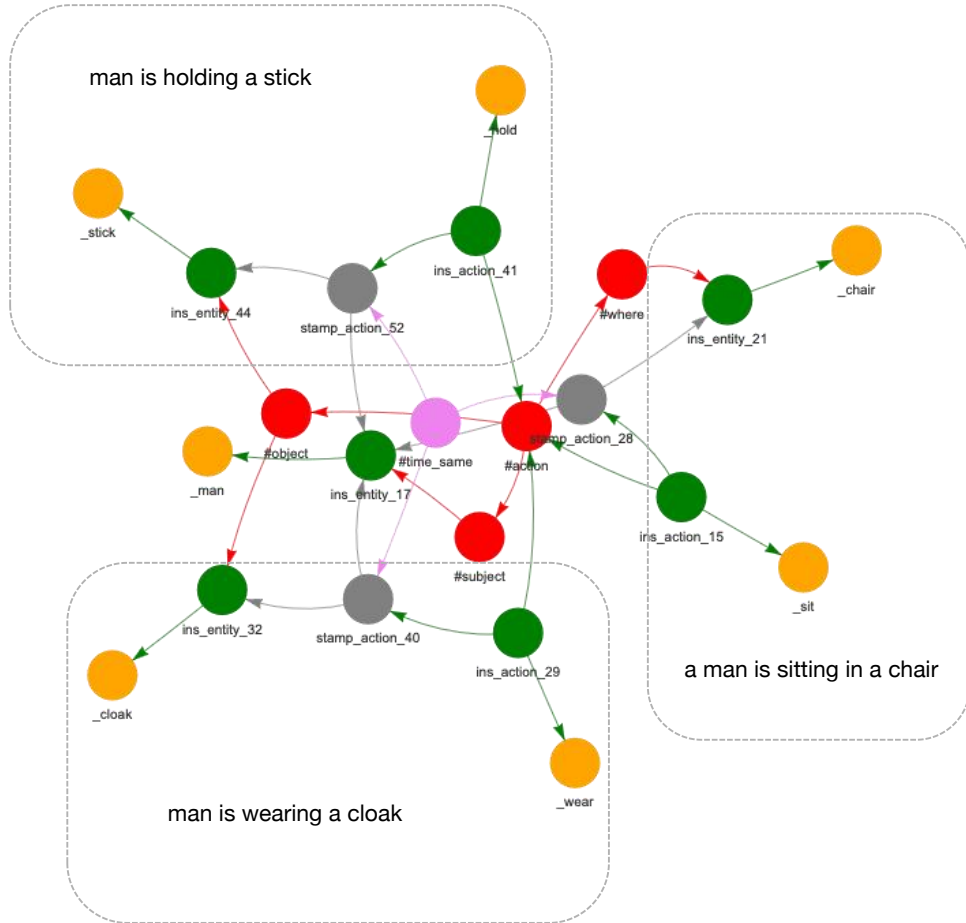 man is holding a stick
_hold
_stick
ins_action_41
ins_entity_44
stamp_action_52
#where
_chair
ins_entity_21
#object
_man
ins_entity_17
#time_same
#action
stamp_action_28
ins_action_15
#subject
_sit
ins_entity_32
stamp_action_40
ins_action_29
a man is sitting in a chair
_cloak
_wear
man is wearing a cloak